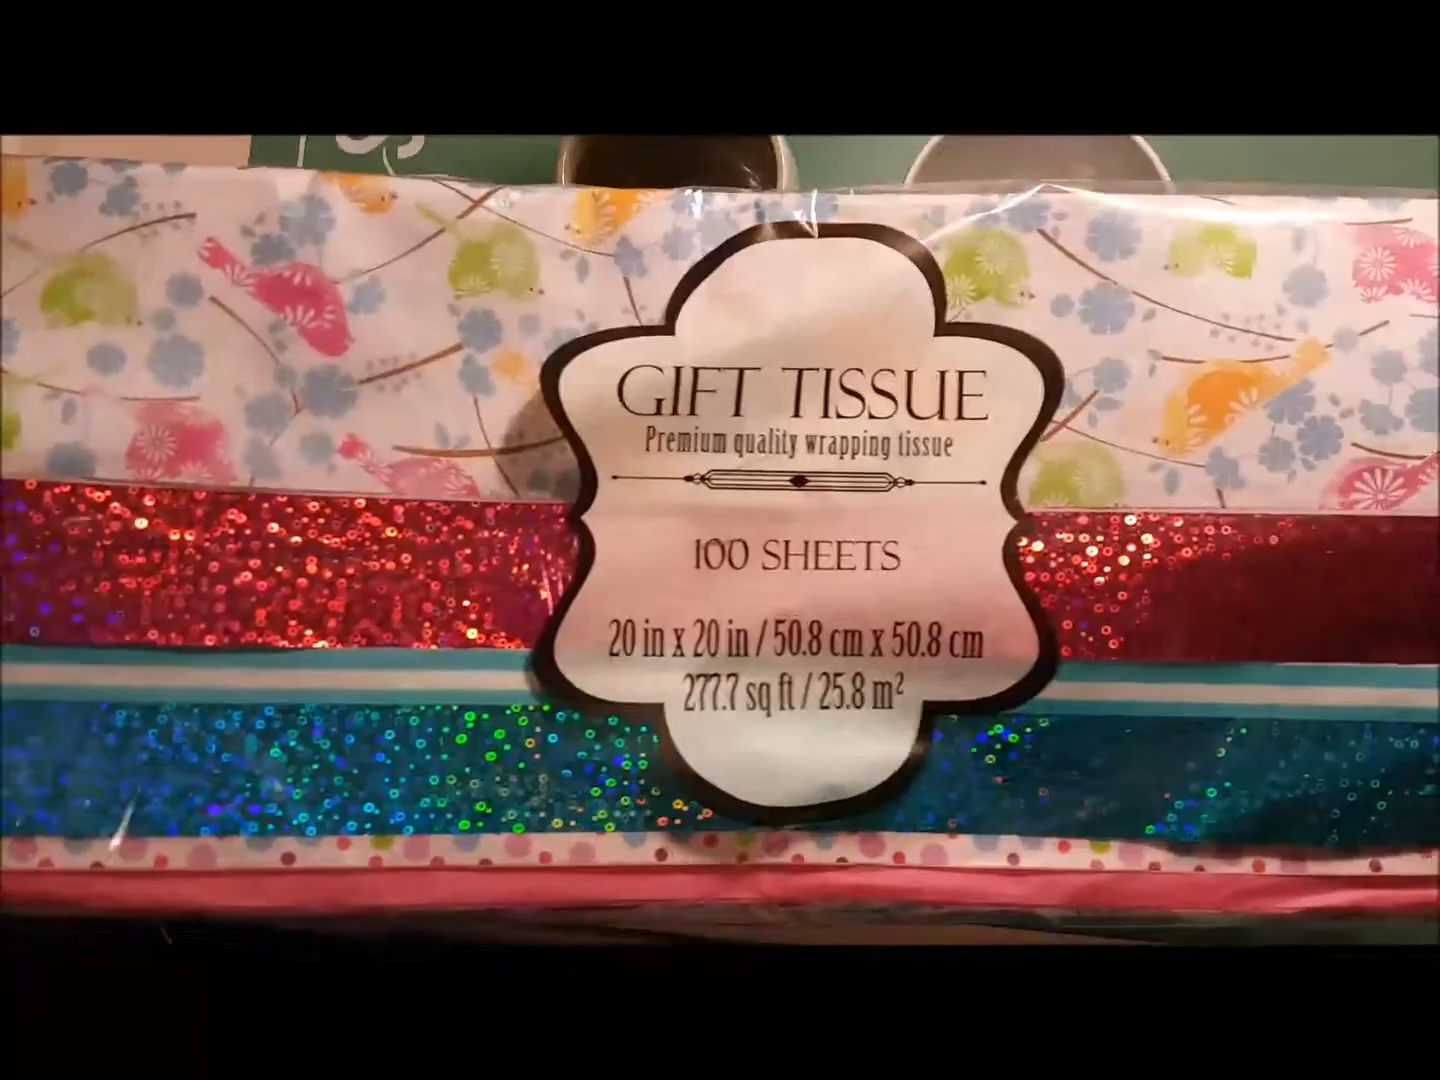 GIFT TISSUE
Premium quality wrapping tissue
100 SHEETS
20 in x 20 in / 50.8 cm x 50.8 cm
277.7 sq ft / 25.8 m²